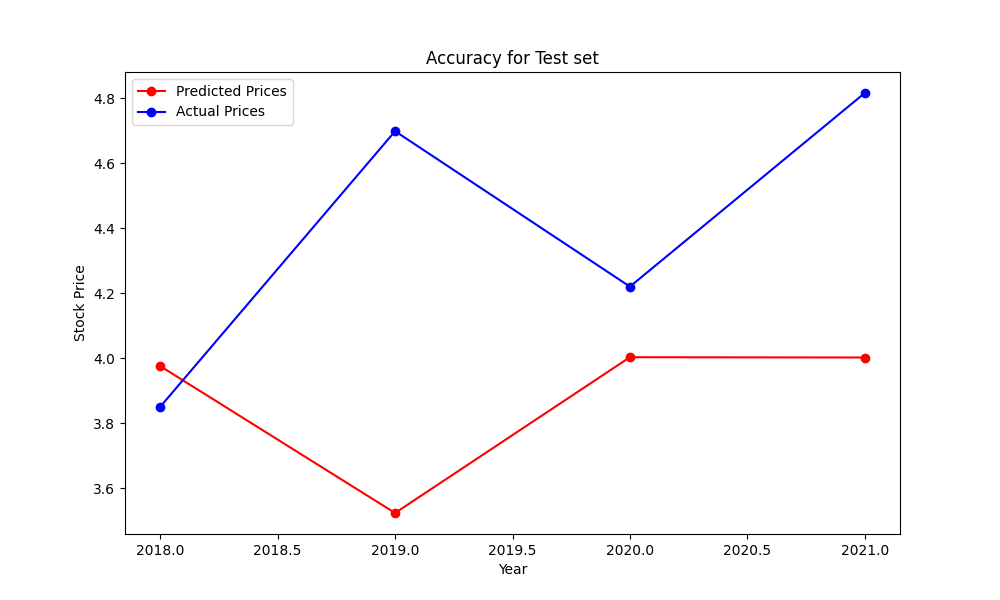 Accuracy for Test set
Predicted Prices
Actual Prices
4.8
4.6
4.4
4.2
4.0
3.8
3.6
Stock Price
2018.0 2018.5 2019.0 2019.5 2020.0 2020.5 2021.0
Year